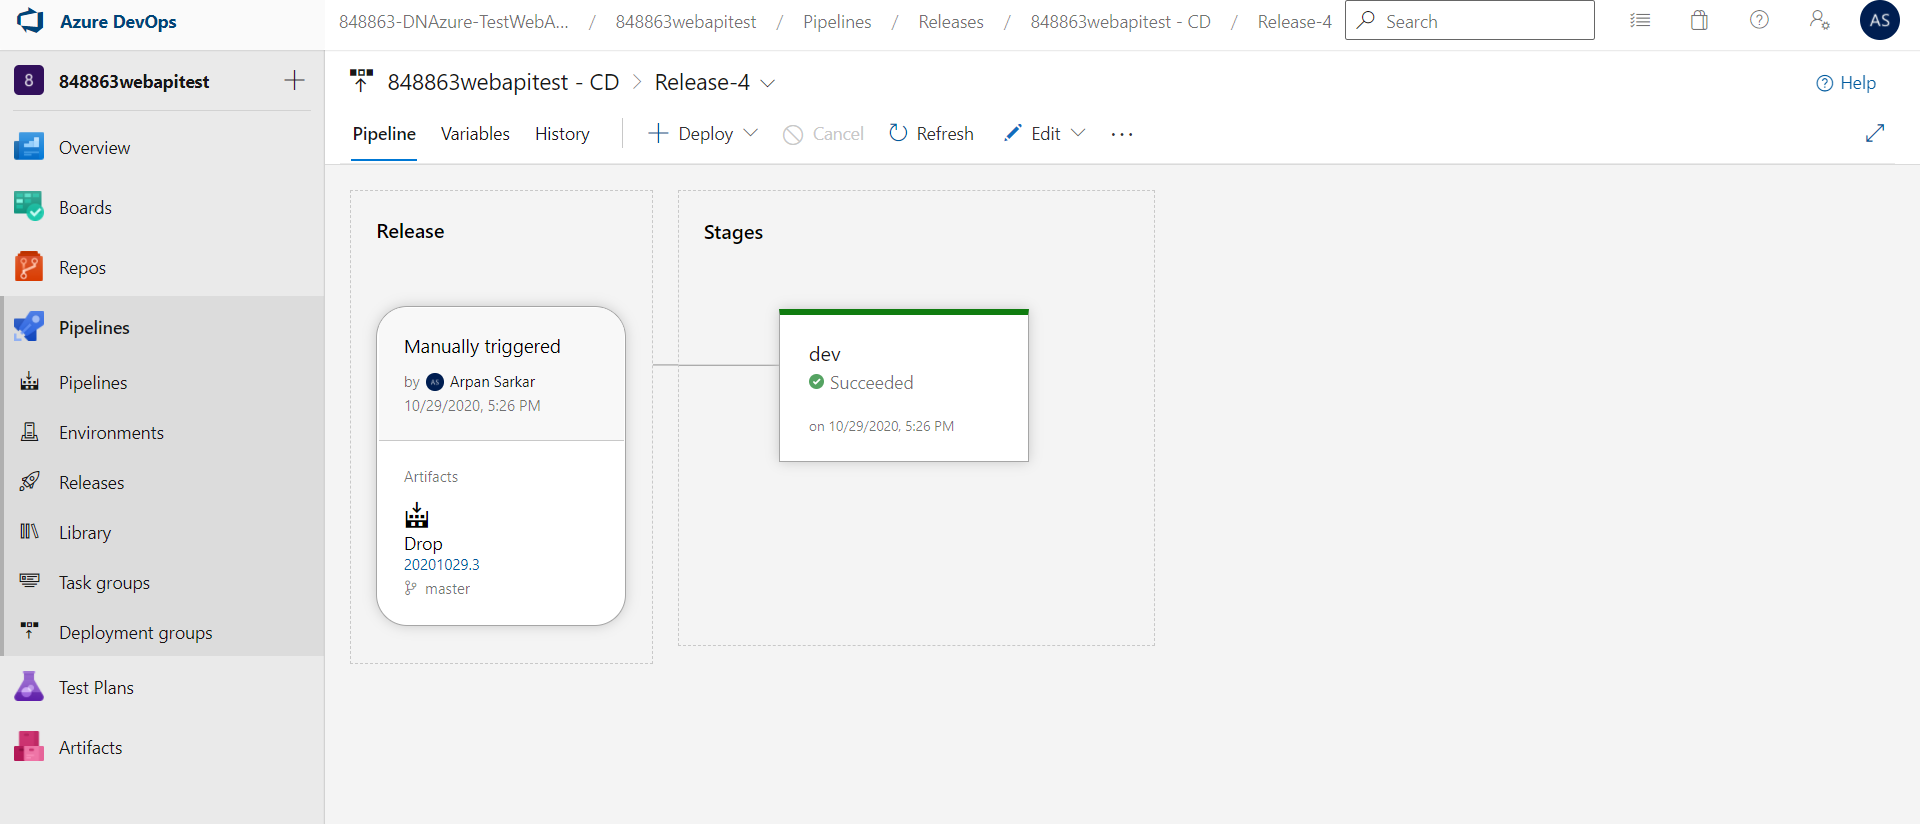 Azure DevOps
848863-DNAzure-TestWebA... / 848863webapitest / Pipelines / Releases / 848863webapitest - CD / Release-4
Search
AS
8 848863webapitest
848863webapitest - CD > Release-4
Help
Pipeline Variables History
Deploy Cancel Refresh Edit ...
Overview
Boards
Repos
Pipelines
Pipelines
Environments
Releases
Library
Task groups
Deployment groups
Test Plans
Artifacts
Release
Manually triggered
by AS Arpan Sarkar
10/29/2020, 5:26 PM
Artifacts
Drop
20201029.3
master
Stages
dev
Succeeded
on 10/29/2020, 5:26 PM